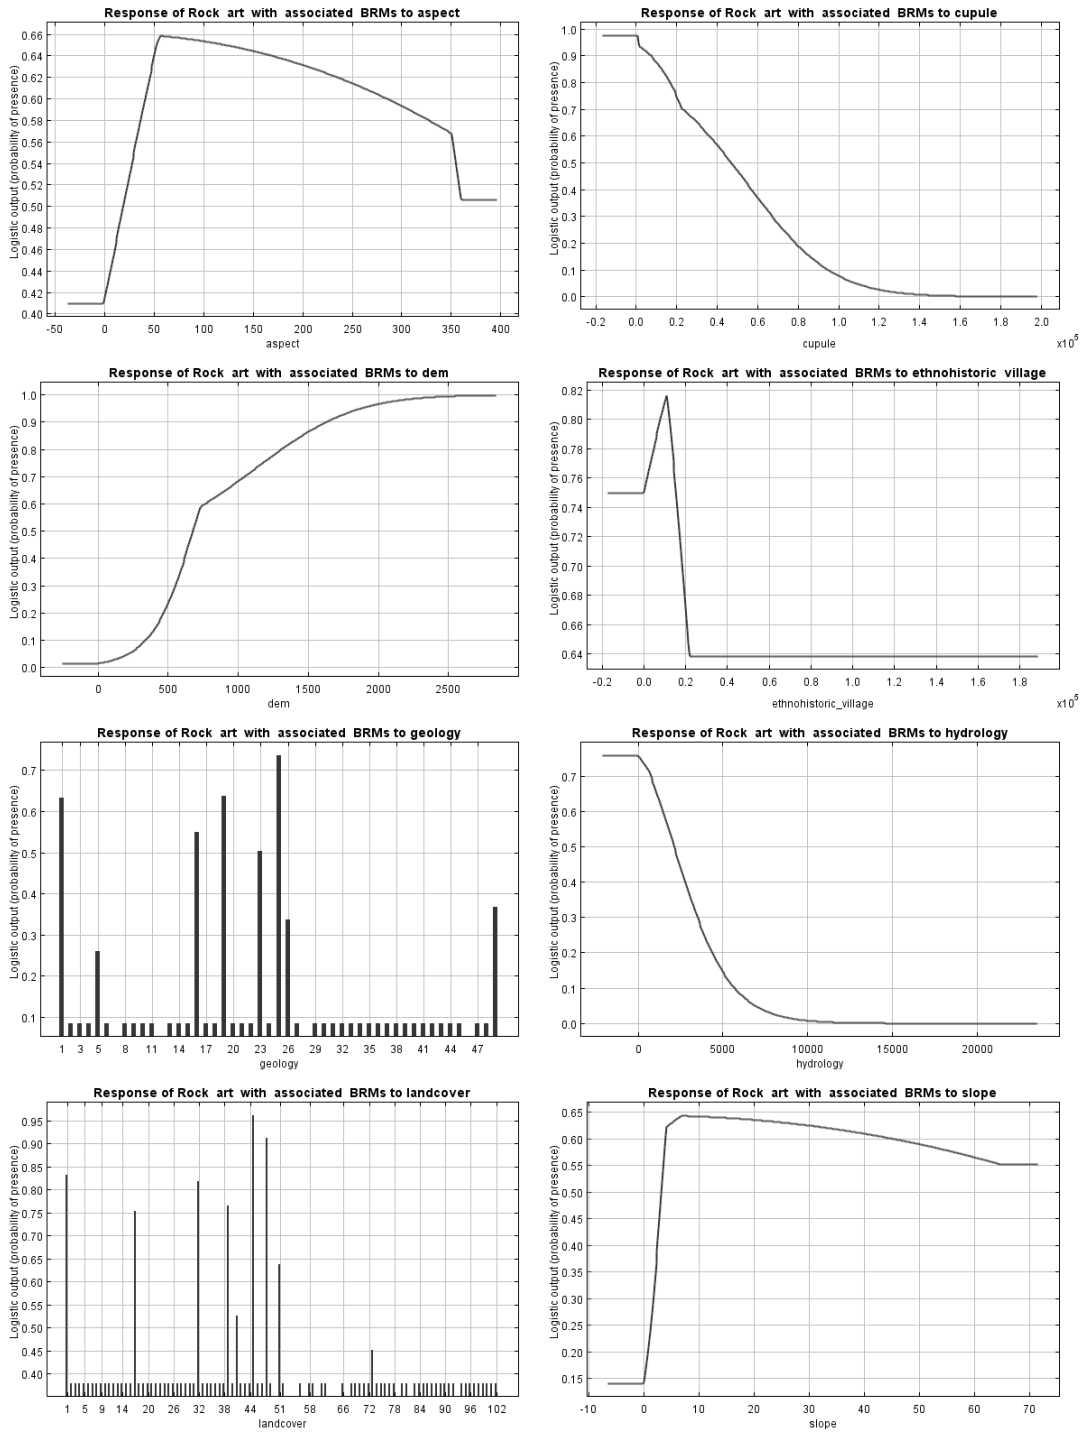 Response of Rock art with associated BRMs to aspect
Logistic output (probability of presence)
0.66
0.64
0.62
0.60
0.58
0.56
0.54
0.52
0.50
0.48
0.46
0.44
0.42
0.40
-50 0 50 100 150 200 250 300 350 400
aspect
Response of Rock art with associated BRMs to cupule
Logistic output (probability of presence)
1.0
0.9
0.8
0.7
0.6
0.5
0.4
0.3
0.2
0.1
0.0
-0.2 0.0 0.2 0.4 0.6 0.8 1.0 1.2 1.4 1.6 1.8 2.0
cupule
x10^5
Response of Rock art with associated BRMs to dem
Logistic output (probability of presence)
1.0
0.9
0.8
0.7
0.6
0.5
0.4
0.3
0.2
0.1
0.0
0 500 1000 1500 2000 2500
dem
Response of Rock art with associated BRMs to ethnohistoric village
Logistic output (probability of presence)
0.82
0.80
0.78
0.76
0.74
0.72
0.70
0.68
0.66
0.64
-0.2 0.0 0.2 0.4 0.6 0.8 1.0 1.2 1.4 1.6 1.8
ethnohistoric_village
x10^5
Response of Rock art with associated BRMs to geology
Logistic output (probability of presence)
0.7
0.6
0.5
0.4
0.3
0.2
0.1
1 3 5 8 11 14 17 20 23 26 29 32 35 38 41 44 47
geology
Response of Rock art with associated BRMs to hydrology
Logistic output (probability of presence)
0.7
0.6
0.5
0.4
0.3
0.2
0.1
0.0
0 5000 10000 15000 20000
hydrology
Response of Rock art with associated BRMs to landcover
Logistic output (probability of presence)
0.95
0.90
0.85
0.80
0.75
0.70
0.65
0.60
0.55
0.50
0.45
0.40
1 5 9 14 20 26 32 38 44 51 58 66 72 78 84 90 96 102
landcover
Response of Rock art with associated BRMs to slope
Logistic output (probability of presence)
0.65
0.60
0.55
0.50
0.45
0.40
0.35
0.30
0.25
0.20
0.15
-10 0 10 20 30 40 50 60 70
slope